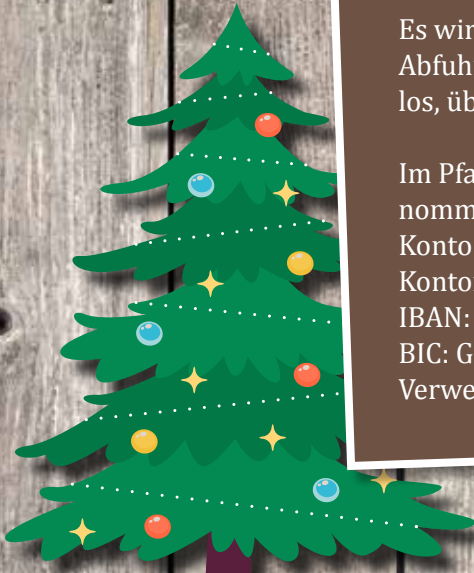 Es wir
Abfuh
los, üb
Im Pfa
nomm
Konto
Konto
IBAN:
BIC: G
Verwe